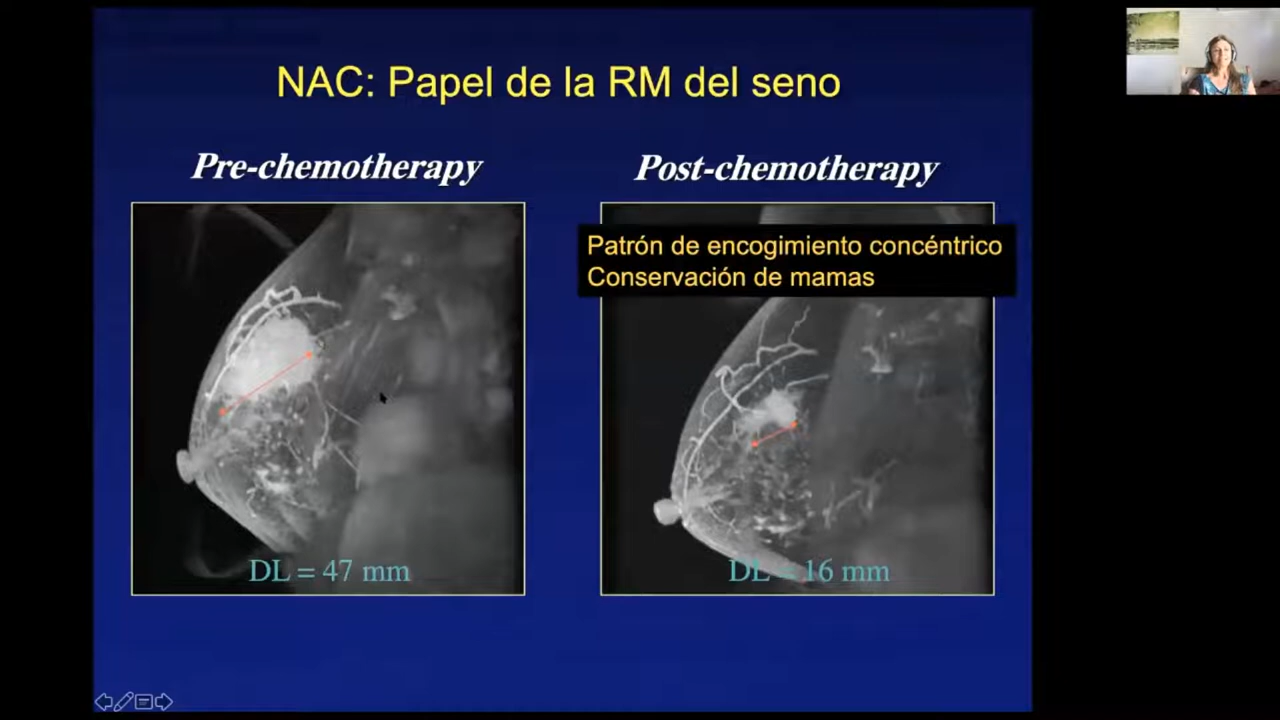 NAC: Papel de la RM del seno
Pre-chemotherapy
Post-chemotherapy
Patrón de encogimiento concéntrico
Conservación de mamas
DL = 47 mm
DL = 16 mm